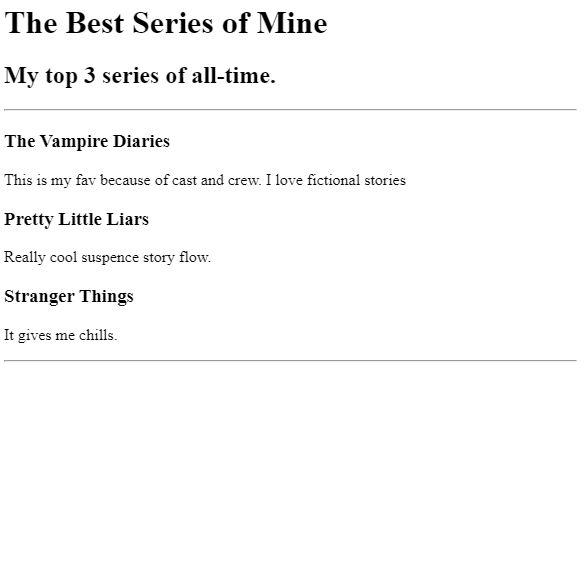 The Best Series of Mine
My top 3 series of all-time.
The Vampire Diaries
This is my fav because of cast and crew. I love fictional stories
Pretty Little Liars
Really cool suspence story flow.
Stranger Things
It gives me chills.